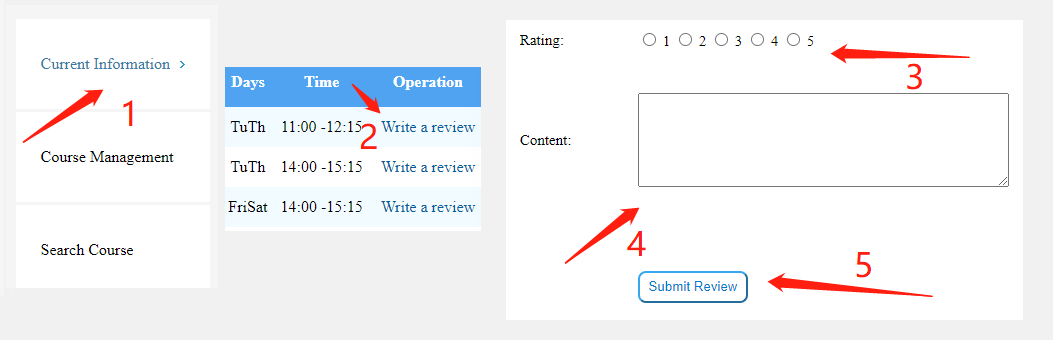 Current Information >
1
Course Management
Search Course
Days Time Operation
TuTh 11:00 -12:15 Write a review
2
TuTh 14:00 -15:15 Write a review
FriSat 14:00 -15:15 Write a review
Rating: 1 2 3 4 5
3
Content:
4
5
Submit Review